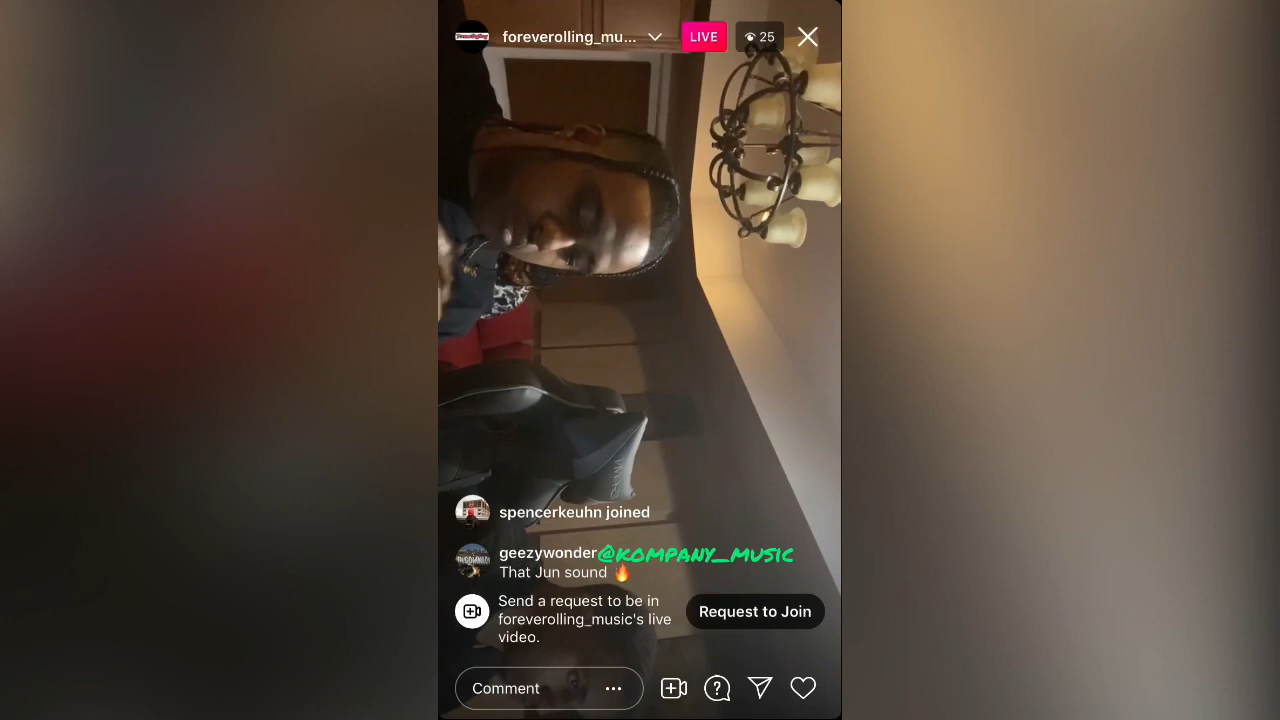 foreverolling_mu...
LIVE
25
spencerkeuhn joined
geezywonder
@KOMPANY_MUSIC
That Jun sound 🔥
Send a request to be in
foreverolling_music's live
video.
Request to Join
Comment